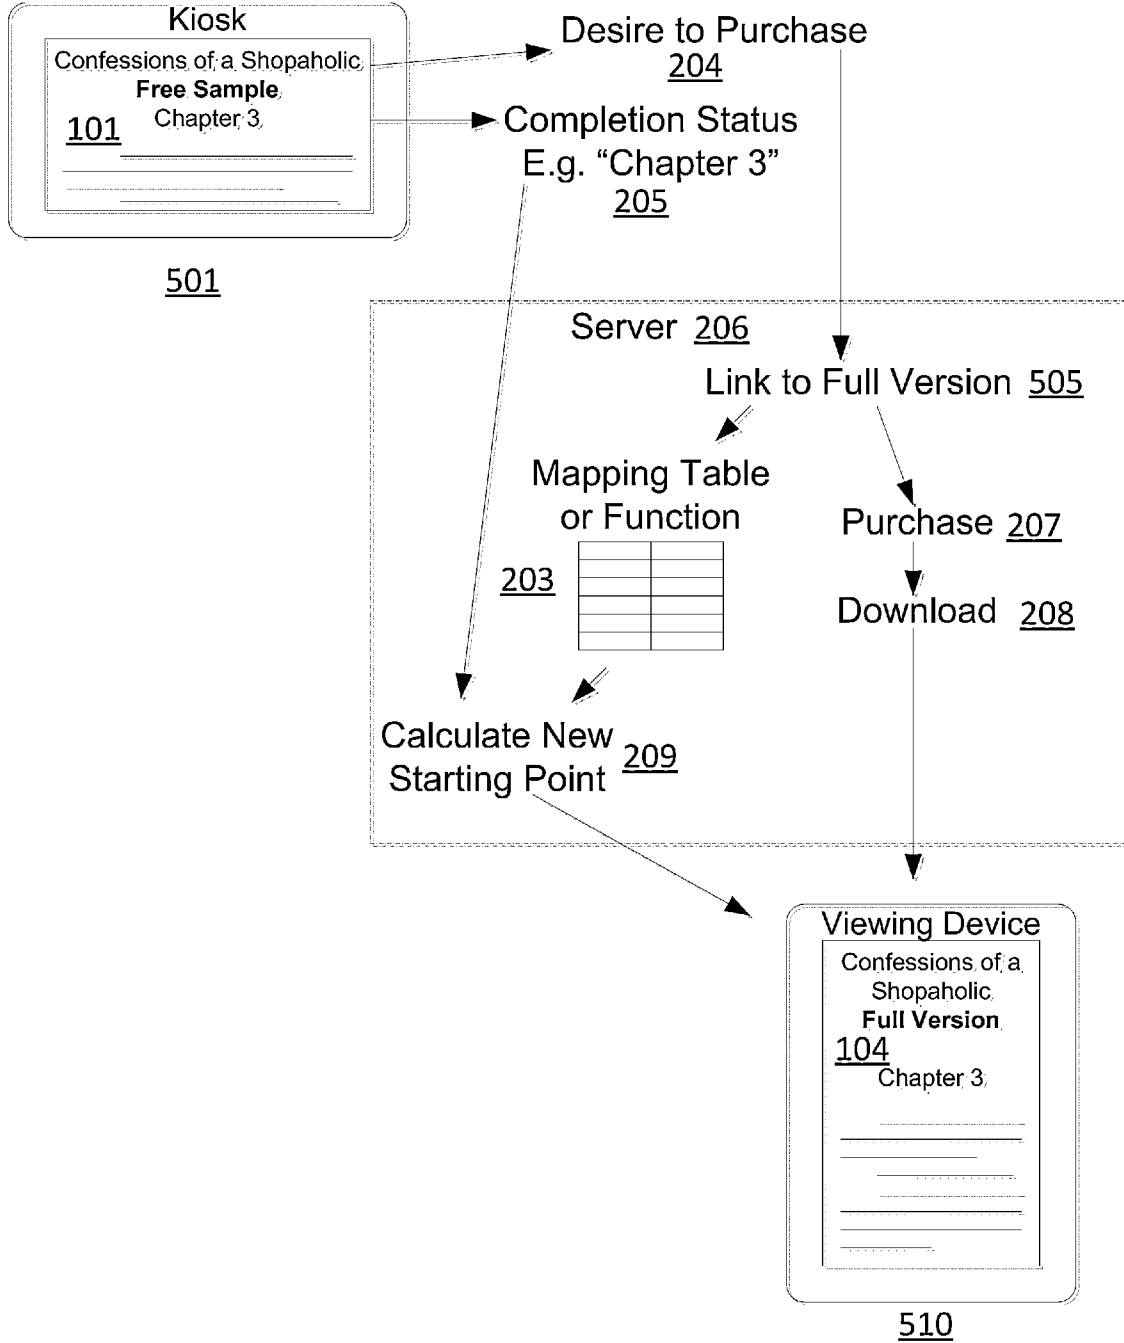 Kiosk
Confessions of a Shopaholic
Free Sample
Chapter 3
101
501
Desire to Purchase
204
Completion Status
E.g. “Chapter 3”
205
Server 206
Link to Full Version 505
Mapping Table
or Function
203
Purchase 207
Download 208
Calculate New
Starting Point
209
Viewing Device
Confessions of a
Shopaholic
Full Version
104
Chapter 3
510